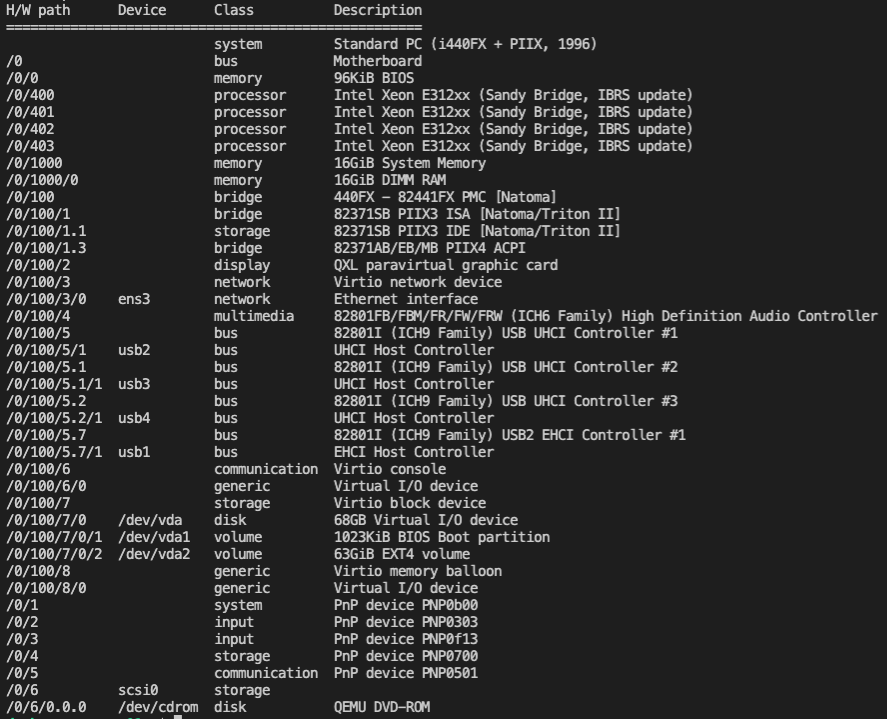 H/W path      Device      Class          Description
====================================================
                          system         Standard PC (i440FX + PIIX, 1996)
/0                        bus            Motherboard
/0/0                      memory         96KiB BIOS
/0/400                    processor      Intel Xeon E312xx (Sandy Bridge, IBRS update)
/0/401                    processor      Intel Xeon E312xx (Sandy Bridge, IBRS update)
/0/402                    processor      Intel Xeon E312xx (Sandy Bridge, IBRS update)
/0/403                    processor      Intel Xeon E312xx (Sandy Bridge, IBRS update)
/0/1000                   memory         16GiB System Memory
/0/1000/0                 memory         16GiB DIMM RAM
/0/100                    bridge         440FX - 82441FX PMC [Natoma]
/0/100/1                  bridge         82371SB PIIX3 ISA [Natoma/Triton II]
/0/100/1.1                storage        82371SB PIIX3 IDE [Natoma/Triton II]
/0/100/1.3                bridge         82371AB/EB/MB PIIX4 ACPI
/0/100/2                  display        QXL paravirtual graphic card
/0/100/3                  network        Virtio network device
/0/100/3/0    ens3        network        Ethernet interface
/0/100/4                  multimedia     82801FB/FBM/FR/FW/FRW (ICH6 Family) High Definition Audio Controller
/0/100/5                  bus            82801I (ICH9 Family) USB UHCI Controller #1
/0/100/5/1    usb2        bus            UHCI Host Controller
/0/100/5.1                bus            82801I (ICH9 Family) USB UHCI Controller #2
/0/100/5.1/1  usb3        bus            UHCI Host Controller
/0/100/5.2                bus            82801I (ICH9 Family) USB UHCI Controller #3
/0/100/5.2/1  usb4        bus            UHCI Host Controller
/0/100/5.7                bus            82801I (ICH9 Family) USB2 EHCI Controller #1
/0/100/5.7/1  usb1        bus            EHCI Host Controller
/0/100/6                  communication  Virtio console
/0/100/6/0                generic        Virtual I/O device
/0/100/7                  storage        Virtio block device
/0/100/7/0    /dev/vda    disk           68GB Virtual I/O device
/0/100/7/0/1  /dev/vda1   volume         1023KiB BIOS Boot partition
/0/100/7/0/2  /dev/vda2   volume         63GiB EXT4 volume
/0/100/8                  generic        Virtio memory balloon
/0/100/8/0                generic        Virtual I/O device
/0/1                      system         PnP device PNP0b00
/0/2                      input          PnP device PNP0303
/0/3                      input          PnP device PNP0f13
/0/4                      storage        PnP device PNP0700
/0/5                      communication  PnP device PNP0501
/0/6          scsi0       storage
/0/6/0.0.0    /dev/cdrom  disk           QEMU DVD-ROM